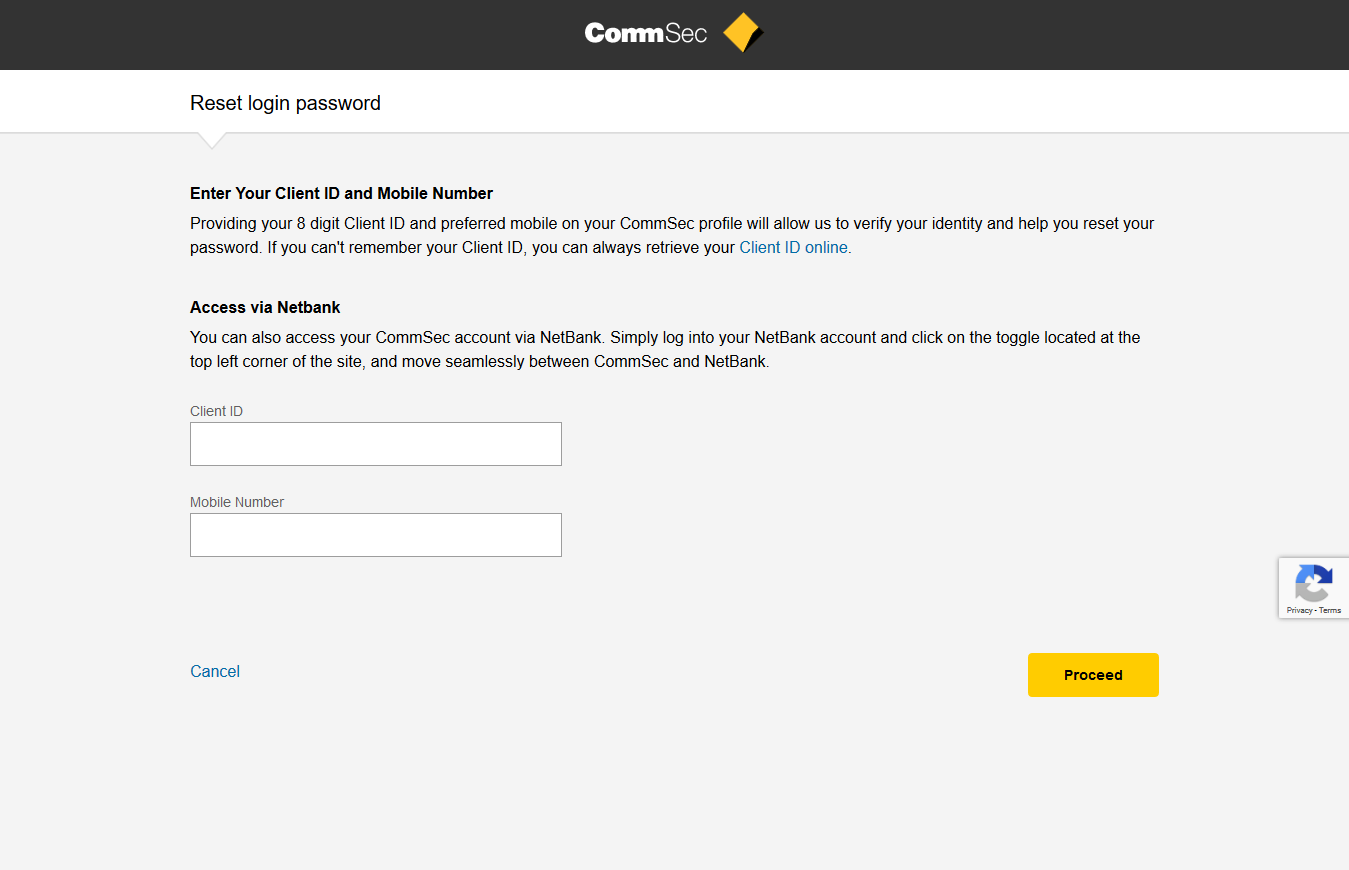 CommSec
Reset login password
Enter Your Client ID and Mobile Number
Providing your 8 digit Client ID and preferred mobile on your CommSec profile will allow us to verify your identity and help you reset your
password. If you can't remember your Client ID, you can always retrieve your Client ID online.
Access via Netbank
You can also access your CommSec account via NetBank. Simply log into your NetBank account and click on the toggle located at the
top left corner of the site, and move seamlessly between CommSec and NetBank.
Client ID
Mobile Number
Privacy - Terms
Cancel
Proceed